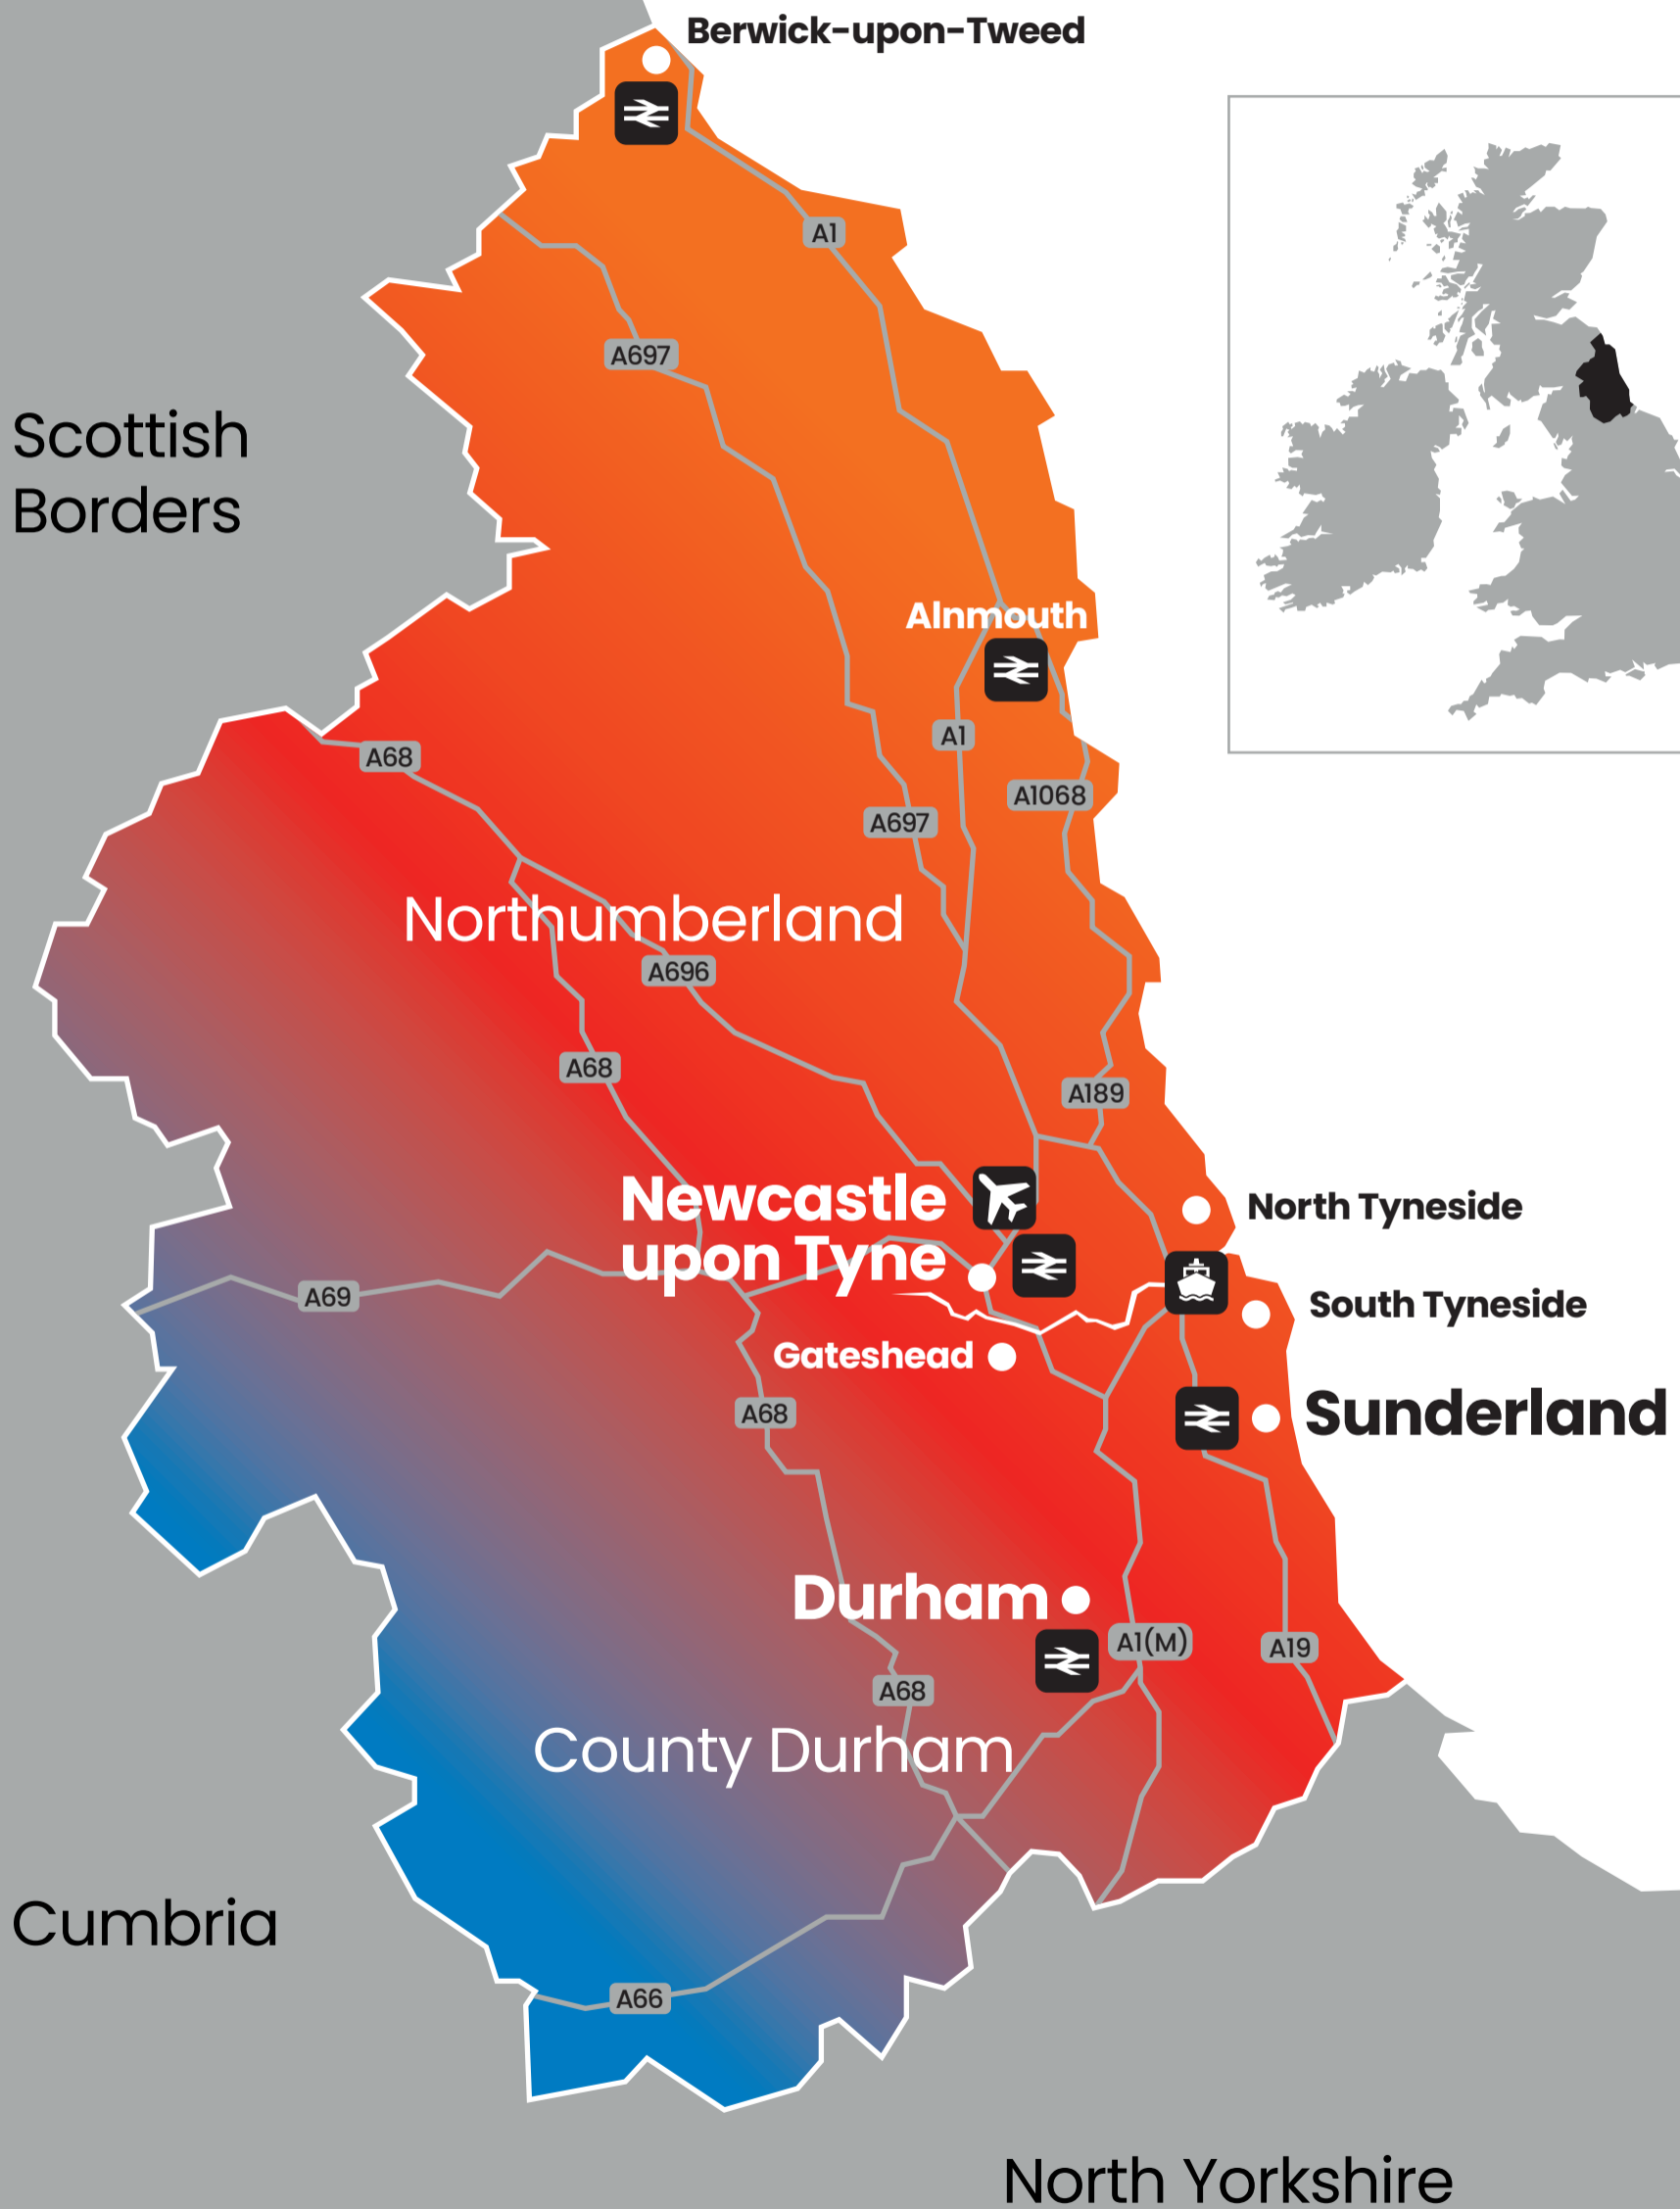 Berwick-upon-Tweed
A1
A697
Scottish
Borders
Alnmouth
A1
A68
A1068
A697
Northumberland
A696
A68
A189
Newcastle
upon Tyne
North Tyneside
A69
South Tyneside
Gateshead
A68
Sunderland
Durham
A1(M)
A19
A68
County Durham
Cumbria
A66
North Yorkshire